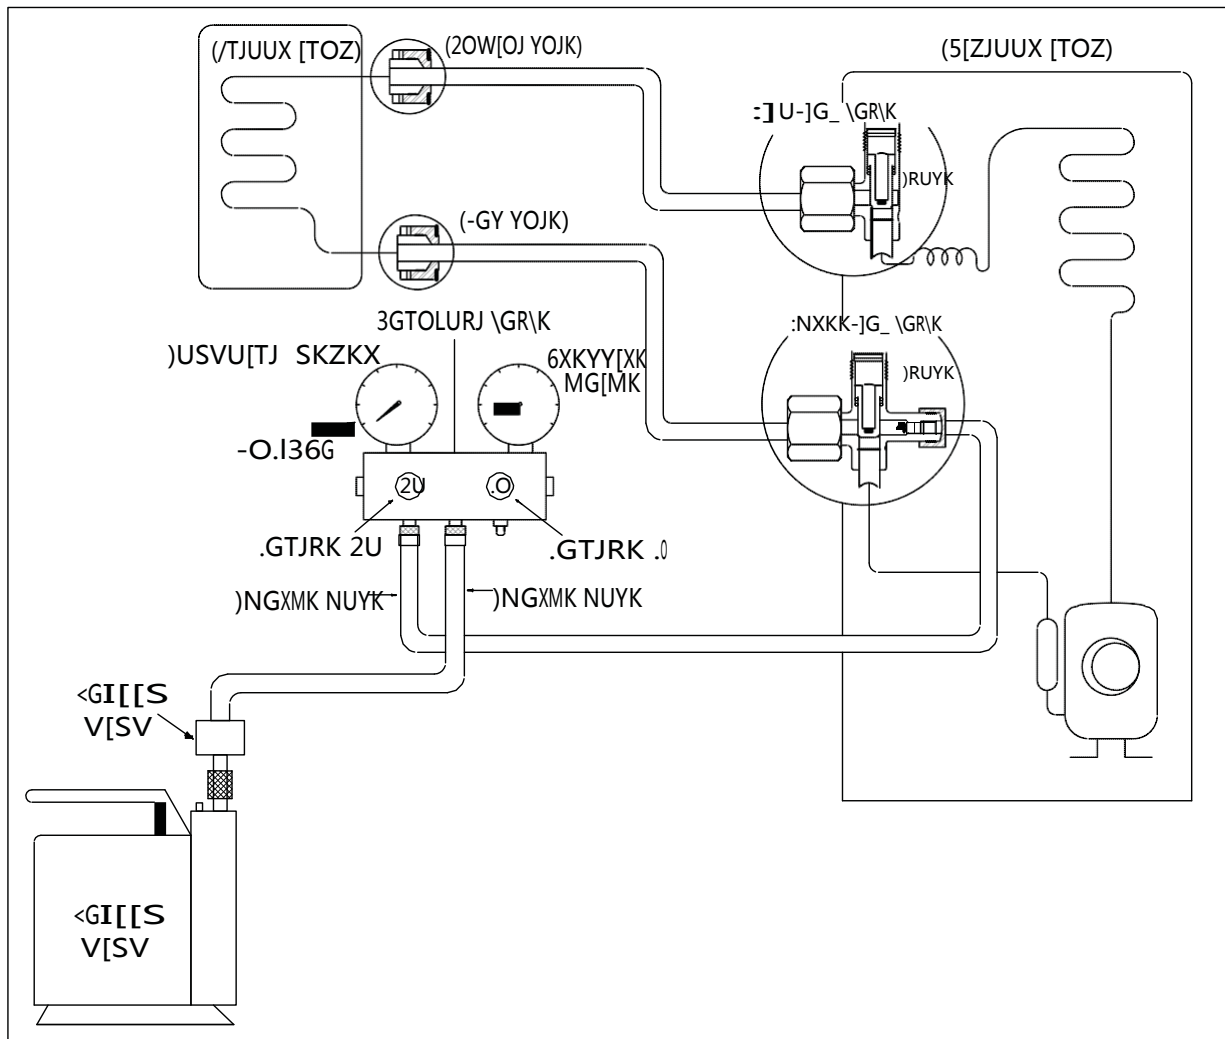 (/TJUUX [TOZ)
(2OW[OJ YOJK)
(5[ZJUUX [TOZ)
:] U-]G_ \GR\K
)RUYK
(-GY YOJK)
3GTOLURJ \GR\K
:NXKK-]G_ \GR\K
)USVU[TJ SKZKX
6XKYY[XK
MG[MK
)RUYK
-O.l36G
2U
.O
.GTJRK 2U
.GTJRK .0
)NGXMK NUYK
)NGXMK NUYK
<GI[[S
V[SV
<GI[[S
V[SV